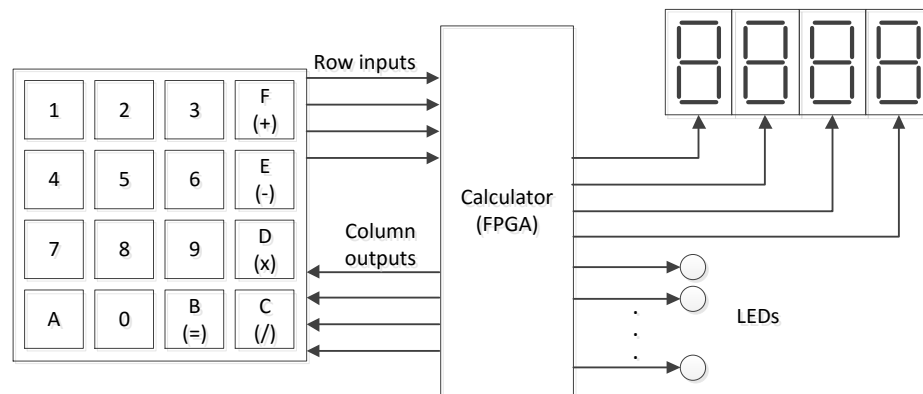 Row inputs
1 2 3 F
(+)
4 5 6 E
(-)
7 8 9 D
(x)
A 0 B C
(=) (/)
Column
outputs
Calculator
(FPGA)
LEDs
.
.
.